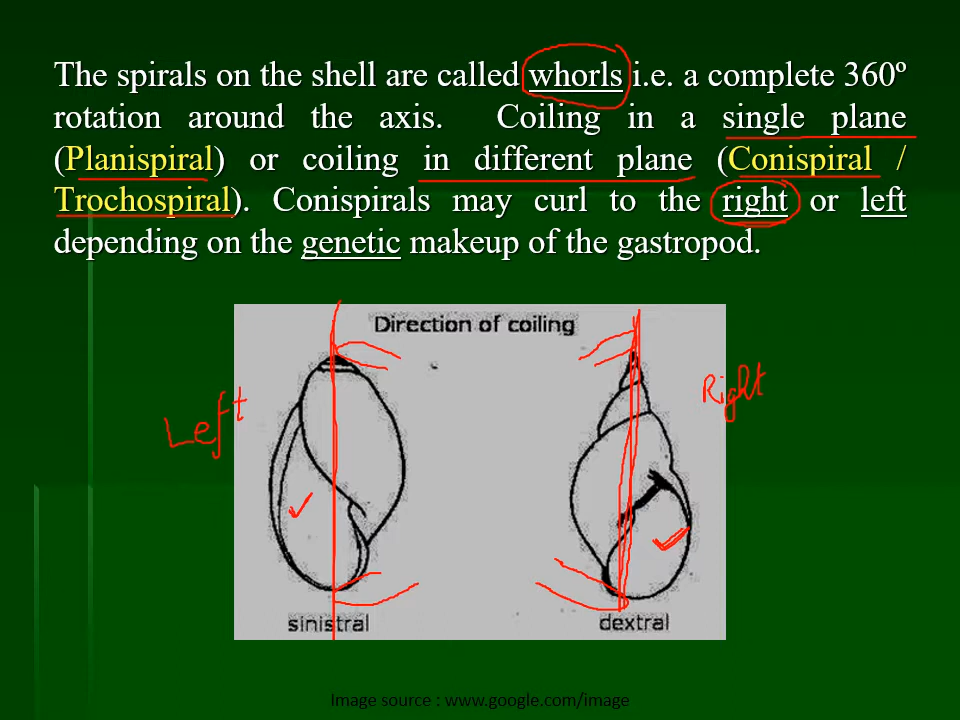 The spirals on the shell are called whorls i.e. a complete 360º
rotation around the axis. Coiling in a single plane
(Planispiral) or coiling in different plane (Conispiral /
Trochospiral). Conispirals may curl to the right or left
depending on the genetic makeup of the gastropod.
Direction of coiling
Left
Right
sinistral
dextral
Image source : www.google.com/image